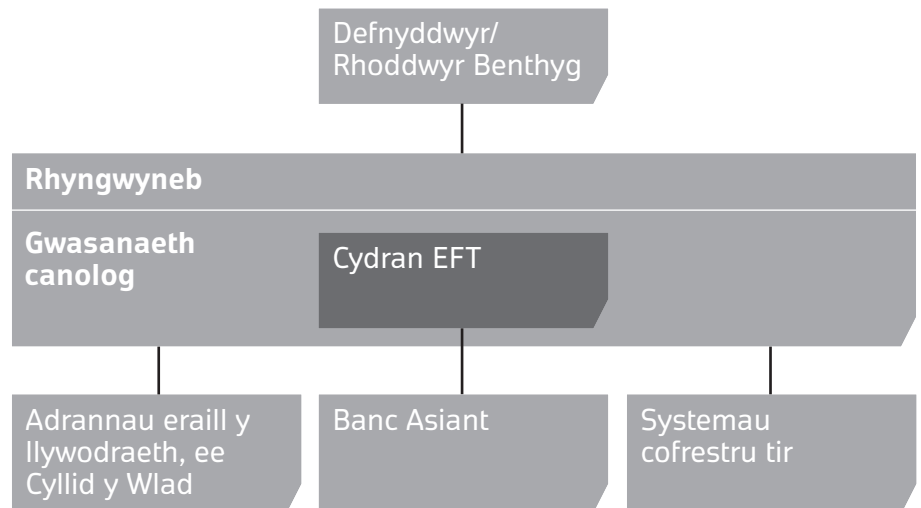 Defnyddwyr/
Rhoddwyr Benthyg
Rhyngwyneb
Gwasanaeth
canolog
Cydran EFT
Adrannau eraill y
llywodraeth, ee
Cyllid y Wlad
Banc Asiant
Systemau
cofrestru tir